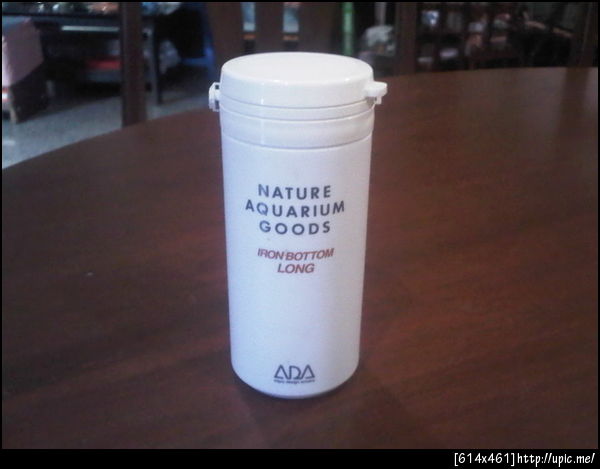 NATURE
AQUARIUM
GOODS
IRON BOTTOM
LONG
ADA
[614x461]http://upic.me/